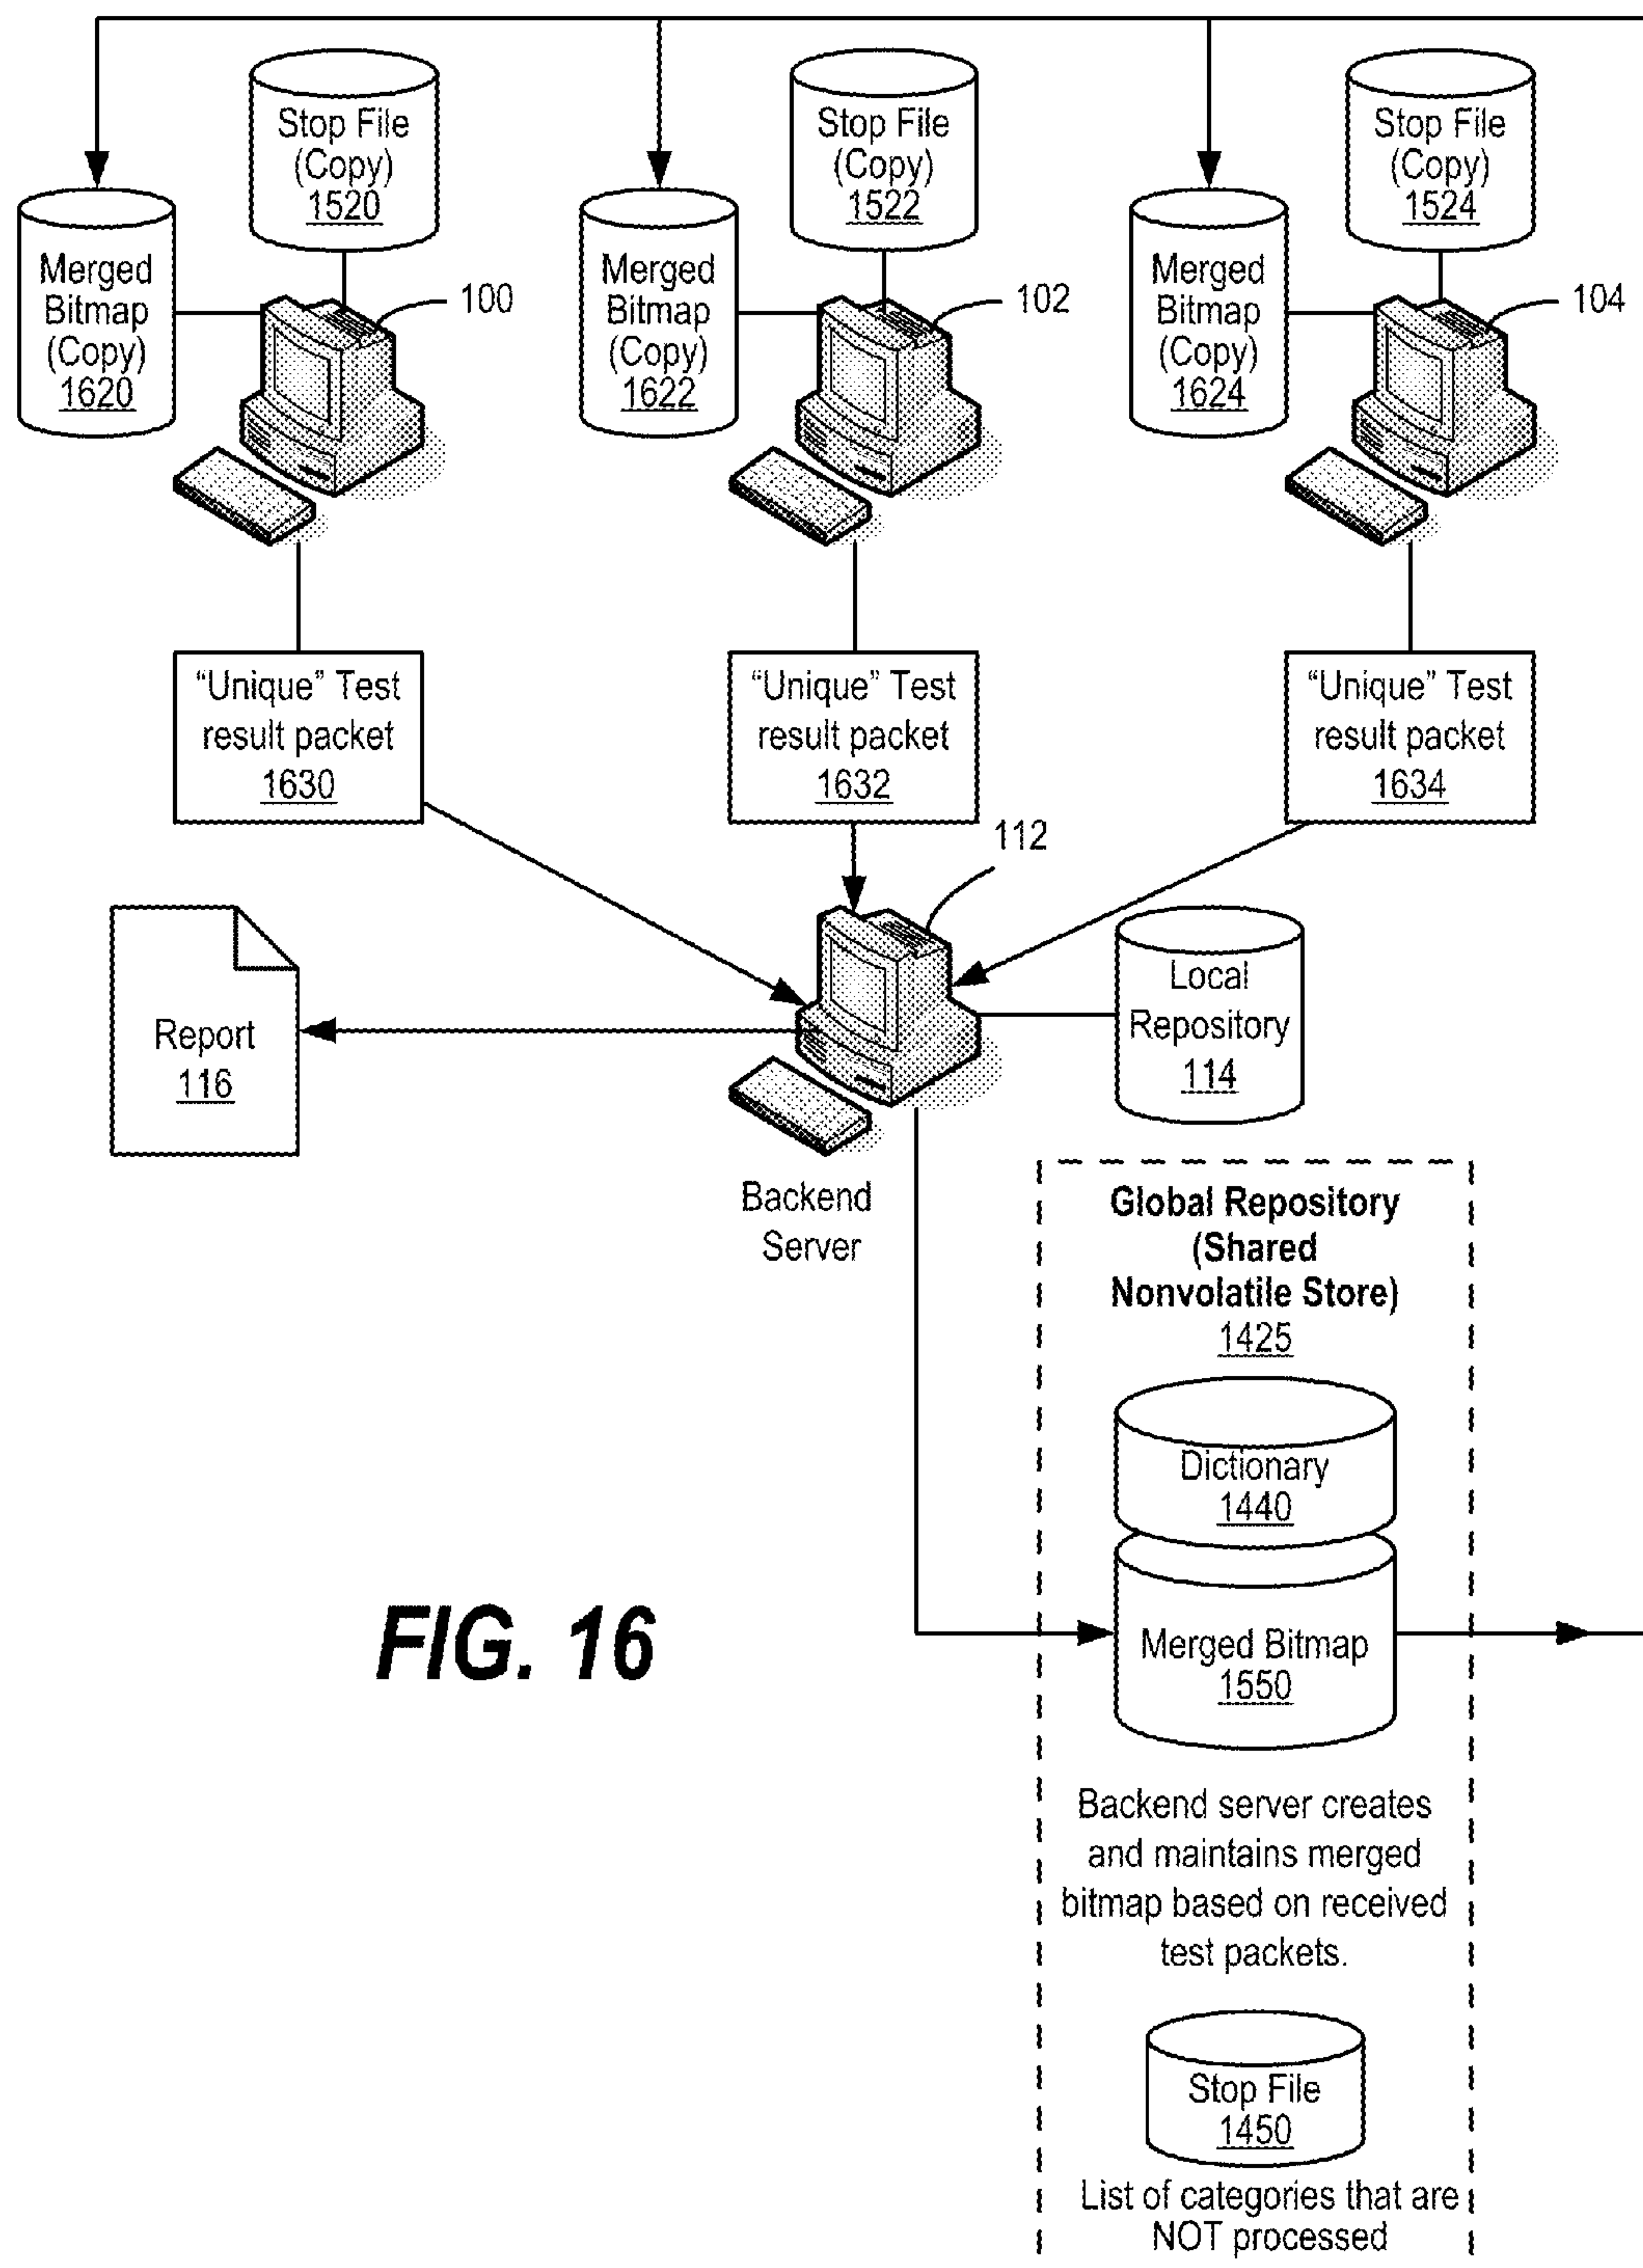 Stop File
(Copy)
1520
Stop File
(Copy)
1522
Stop File
(Copy)
1524
Merged
Bitmap
(Copy)
1620
100
Merged
Bitmap
(Copy)
1622
102
Merged
Bitmap
(Copy)
1624
104
“Unique” Test
result packet
1630
“Unique” Test
result packet
1632
“Unique” Test
result packet
1634
112
Report
116
Local
Repository
114
Backend
Server
Global Repository
(Shared
Nonvolatile Store)
1425
Dictionary
1440
Merged Bitmap
1550
FIG. 16
Backend server creates
and maintains merged
bitmap based on received
test packets.
Stop File
1450
List of categories that are
NOT processed